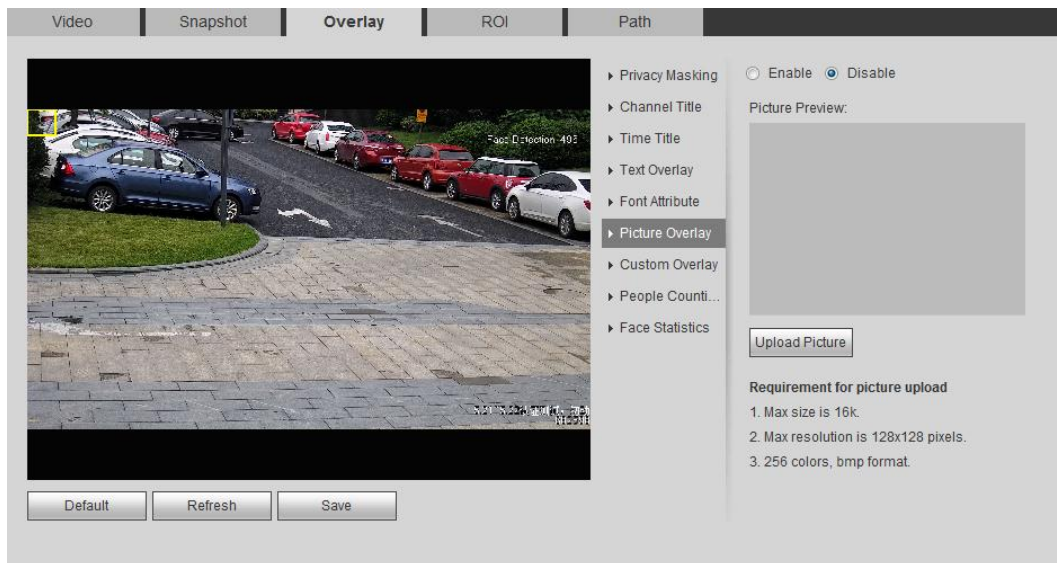 Video
Snapshot
Overlay
ROI
Path
Face Detection
Privacy Masking
Channel Title
Time Title
Text Overlay
Font Attribute
Picture Overlay
Custom Overlay
People Counti...
Face Statistics
Enable
Disable
Picture Preview:
Upload Picture
Requirement for picture upload
1. Max size is 16k.
2. Max resolution is 128x128 pixels.
3. 256 colors, bmp format.
Default
Refresh
Save